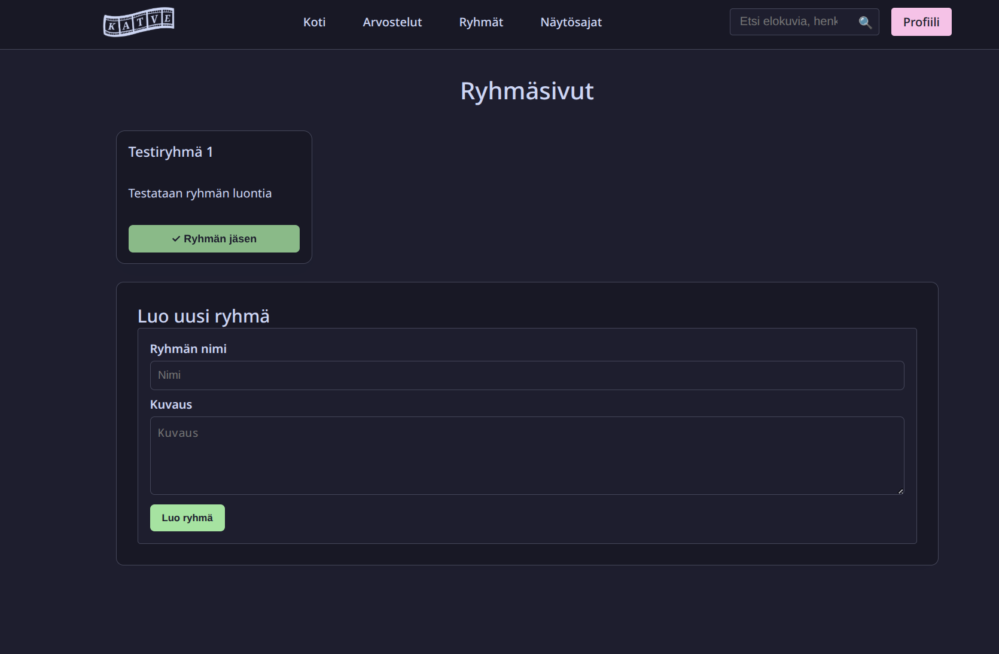 KATVE
Koti
Arvostelut
Ryhmät
Näytösajat
Etsi elokuvia, henk
Profiili
Ryhmäsivut
Testiryhmä 1
Testataan ryhmän luontia
✓ Ryhmän jäsen
Luo uusi ryhmä
Ryhmän nimi
Nimi
Kuvaus
Kuvaus
Luo ryhmä